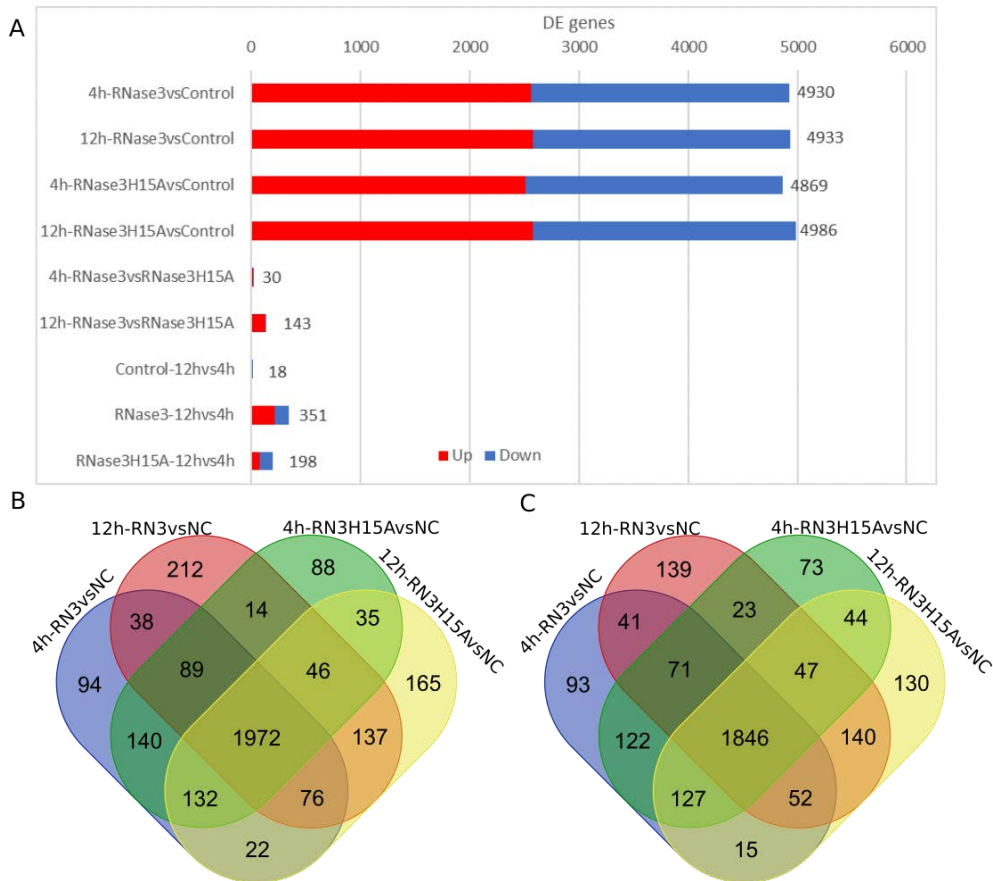 A
DE genes
0 1000 2000 3000 4000 5000 6000
4h-RNase3vsControl 4930
12h-RNase3vsControl 4933
4h-RNase3H15AvsControl 4869
12h-RNase3H15AvsControl 4986
4h-RNase3vsRNase3H15A 30
12h-RNase3vsRNase3H15A 143
Control-12hvs4h 18
RNase3-12hvs4h 351
RNase3H15A-12hvs4h 198
Up Down
B
4h-RN3vsNC
12h-RN3vsNC
4h-RN3H15AvsNC
12h-RN3H15AvsNC
212 88
38 14 35
94 89 46 165
140 1972 137
132 76
22
C
4h-RN3vsNC
12h-RN3vsNC
4h-RN3H15AvsNC
12h-RN3H15AvsNC
139 73
41 23 44
93 71 47 130
122 1846 140
127 52
15